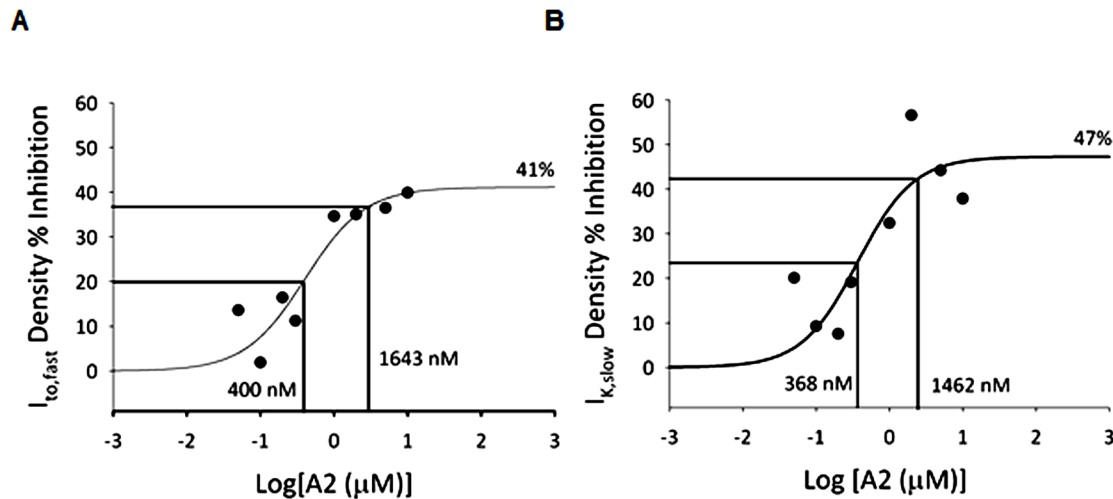 A
I to,fast Density % Inhibition
60
50
40
30
20
10
0
41%
400 nM
1643 nM
-3 -2 -1 0 1 2 3
Log[A2 (μM)]
B
I K,slow Density % Inhibition
60
50
40
30
20
10
0
47%
368 nM
1462 nM
-3 -2 -1 0 1 2 3
Log [A2 (μM)]